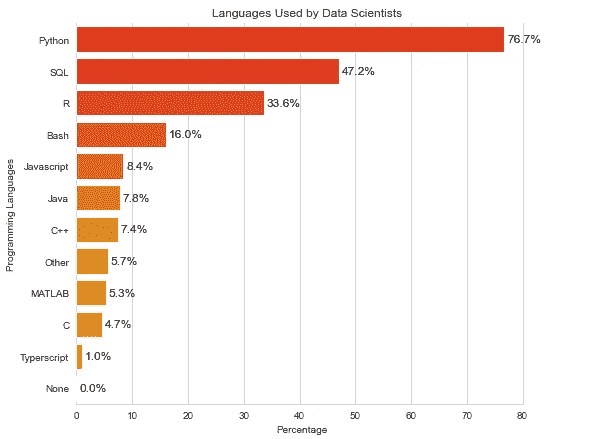 Languages Used by Data Scientists
Python 76.7%
SQL 47.2%
R 33.6%
Bash 16.0%
Javascript 8.4%
Java 7.8%
C++ 7.4%
Other 5.7%
MATLAB 5.3%
C 4.7%
Typerscript 1.0%
None 0.0%
Programming Languages
0 10 20 30 40 50 60 70 80
Percentage